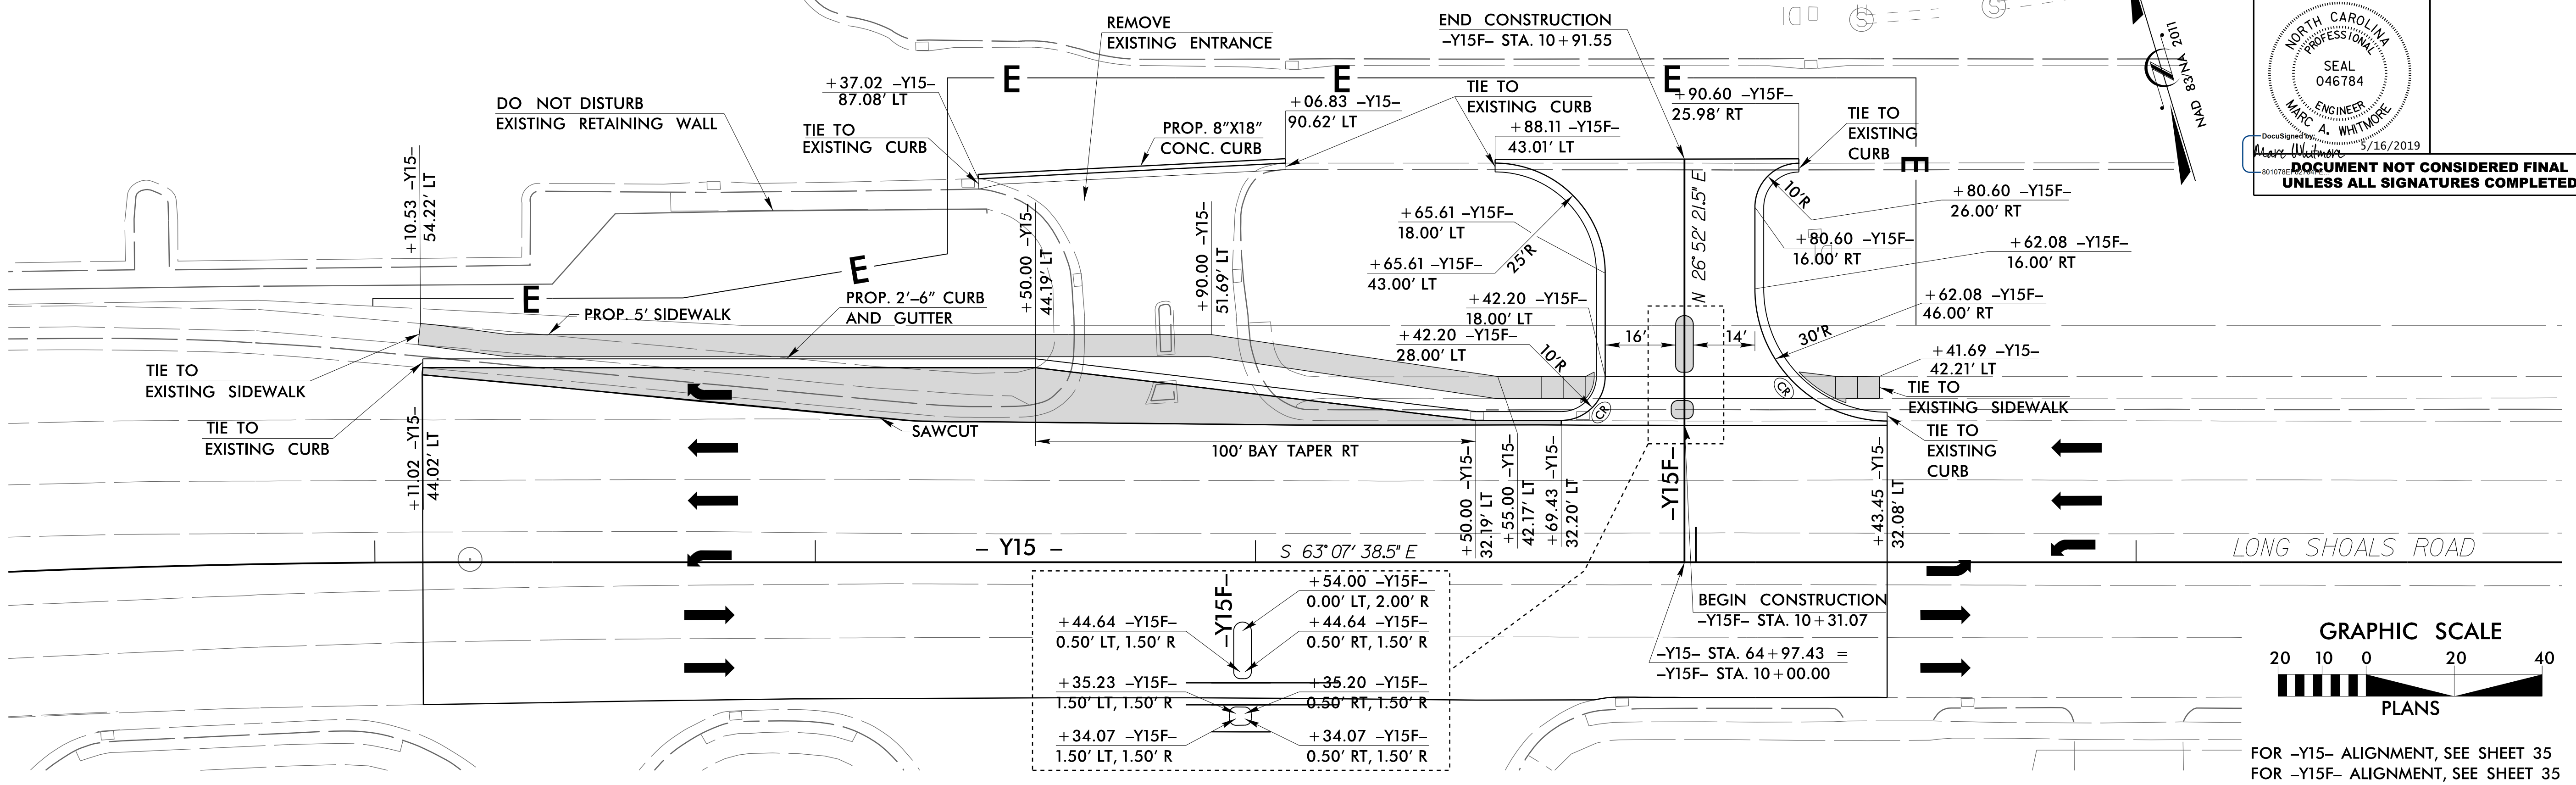 REMOVE
EXISTING ENTRANCE
END CONSTRUCTION
–Y15F– STA. 10+91.55
NAD 83/NA 2011
NORTH CAROLINA
PROFESSIONAL
SEAL
046784
ENGINEER
MARC A. WHITMORE
DocuSigned by:
Marc Whitmore
5/16/2019
DOCUMENT NOT CONSIDERED FINAL
UNLESS ALL SIGNATURES COMPLETED
E
E
E
+37.02 –Y15–
87.08' LT
DO NOT DISTURB
EXISTING RETAINING WALL
TIE TO
EXISTING CURB
PROP. 8"X18"
CONC. CURB
+06.83 –Y15–
90.62' LT
TIE TO
EXISTING CURB
+88.11 –Y15F–
43.01' LT
+90.60 –Y15F–
25.98' RT
TIE TO
EXISTING
CURB
E
+10.53 –Y15–
54.22' LT
+50.00 –Y15–
44.19' LT
+90.00 –Y15–
51.69' LT
+65.61 –Y15F–
18.00' LT
+65.61 –Y15F–
43.00' LT
25'R
N 26° 52' 21.5" E
10'R
+80.60 –Y15F–
26.00' RT
+80.60 –Y15F–
16.00' RT
+62.08 –Y15F–
16.00' RT
E
E
PROP. 5' SIDEWALK
PROP. 2'–6" CURB
AND GUTTER
+42.20 –Y15F–
18.00' LT
+42.20 –Y15F–
28.00' LT
10'R
16'
14'
30'R
+62.08 –Y15F–
46.00' RT
+41.69 –Y15–
42.21' LT
TIE TO
EXISTING SIDEWALK
TIE TO
EXISTING CURB
SAWCUT
CR
CR
TIE TO
EXISTING SIDEWALK
TIE TO
EXISTING
CURB
100' BAY TAPER RT
+11.02 –Y15–
44.02' LT
+50.00 –Y15–
32.19' LT
+55.00 –Y15–
42.17' LT
+69.43 –Y15–
32.20' LT
–Y15F–
+43.45 –Y15–
32.08' LT
– Y15 –
S 63° 07' 38.5" E
LONG SHOALS ROAD
–Y15F–
+54.00 –Y15F–
0.00' LT, 2.00' R
+44.64 –Y15F–
0.50' LT, 1.50' R
+44.64 –Y15F–
0.50' RT, 1.50' R
+35.23 –Y15F–
1.50' LT, 1.50' R
+35.20 –Y15F–
0.50' RT, 1.50' R
+34.07 –Y15F–
1.50' LT, 1.50' R
+34.07 –Y15F–
0.50' RT, 1.50' R
BEGIN CONSTRUCTION
–Y15F– STA. 10+31.07
–Y15– STA. 64+97.43 =
–Y15F– STA. 10+00.00
GRAPHIC SCALE
20 10 0 20 40
PLANS
FOR –Y15– ALIGNMENT, SEE SHEET 35
FOR –Y15F– ALIGNMENT, SEE SHEET 35